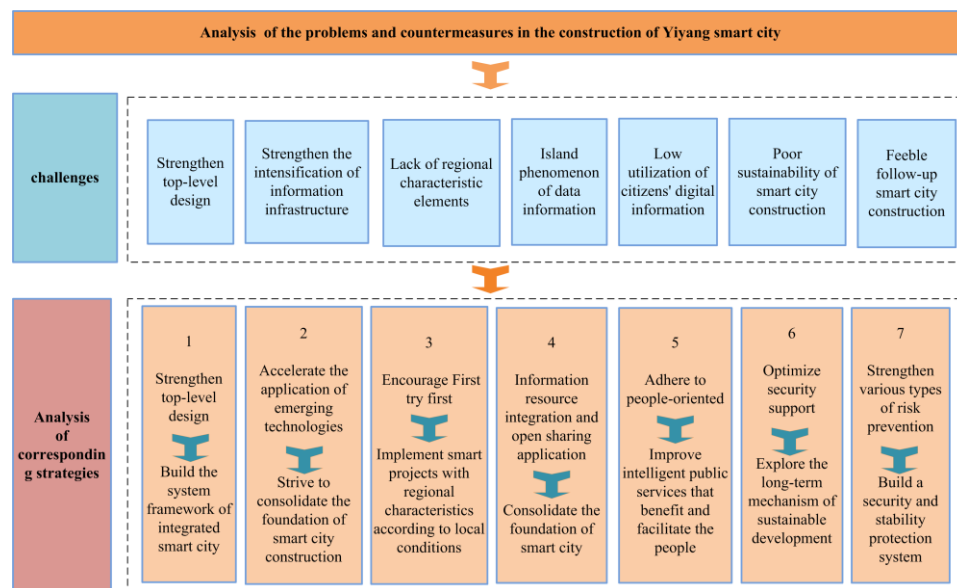 Analysis of the problems and countermeasures in the construction of Yiyang smart city
challenges
Strengthen
top-level
design
Strengthen the
intensification of
information
infrastructure
Lack of regional
characteristic
elements
Island
phenomenon
of data
information
Low
utilization of
citizens' digital
information
Poor
sustainability of
smart city
construction
Feeble
follow-up
smart city
construction
Analysis
of
correspondin
g strategies
1
Strengthen
top-level
design
Build the
system
framework of
integrated
smart city
2
Accelerate the
application of
emerging
technologies
Strive to
consolidate the
foundation of
smart city
construction
3
Encourage First
try first
Implement smart
projects with
regional
characteristics
according to local
conditions
4
Information
resource
integration and
open sharing
application
Consolidate the
foundation of
smart city
5
Adhere to
people-oriented
Improve
intelligent public
services that
benefit and
facilitate the
people
6
Optimize
security
support
Explore the
long-term
mechanism of
sustainable
development
7
Strengthen
various types
of risk
prevention
Build a
security and
stability
protection
system